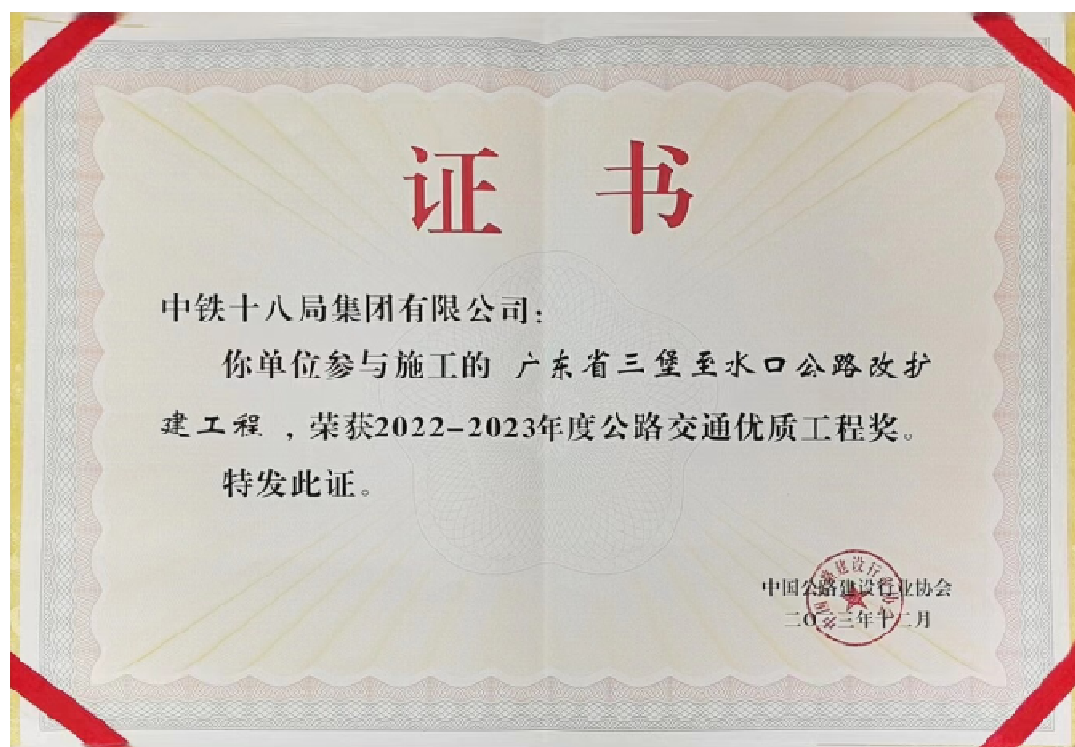 证书
中铁十八局集团有限公司：
你单位参与施工的 广东省三堡至水口公路改扩
建工程，荣获2022-2023年度公路交通优质工程奖。
特发此证。
中国公路建设行业协会
二〇二三年十二月